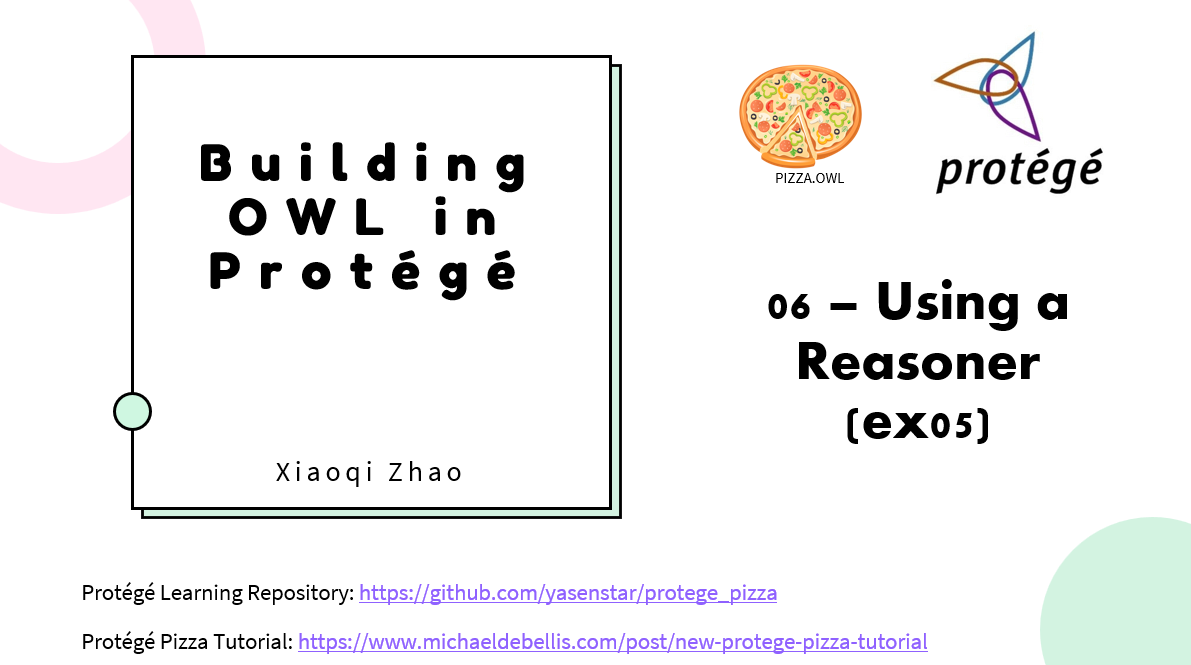 Building
OWL in
Protégé
Xiaoqi Zhao
PIZZA.OWL
protégé
06 – Using a
Reasoner
(ex05)
Protégé Learning Repository: https://github.com/yasenstar/protege_pizza
Protégé Pizza Tutorial: https://www.michaeldebellis.com/post/new-protege-pizza-tutorial